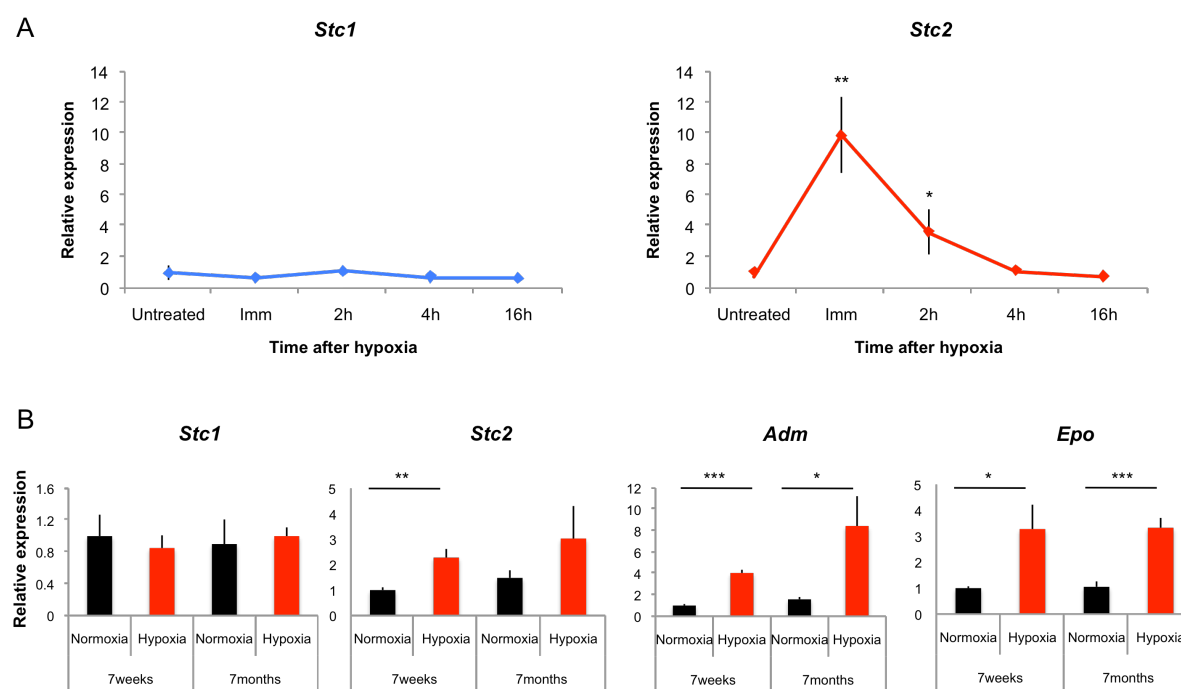 A
Stc1
Stc2
Relative expression
14
12
10
8
6
4
2
0
Untreated Imm 2h 4h 16h
Time after hypoxia
Relative expression
14
12
10
8
6
4
2
0
**
*
Untreated Imm 2h 4h 16h
Time after hypoxia
B
Stc1
Stc2
Adm
Epo
Relative expression
1.6
1.2
0.8
0.4
0
Normoxia Hypoxia Normoxia Hypoxia
7weeks 7months
5
4
3
2
1
0
**
Normoxia Hypoxia Normoxia Hypoxia
7weeks 7months
12
10
8
6
4
2
0
*** *
Normoxia Hypoxia Normoxia Hypoxia
7weeks 7months
5
4
3
2
1
0
* ***
Normoxia Hypoxia Normoxia Hypoxia
7weeks 7months